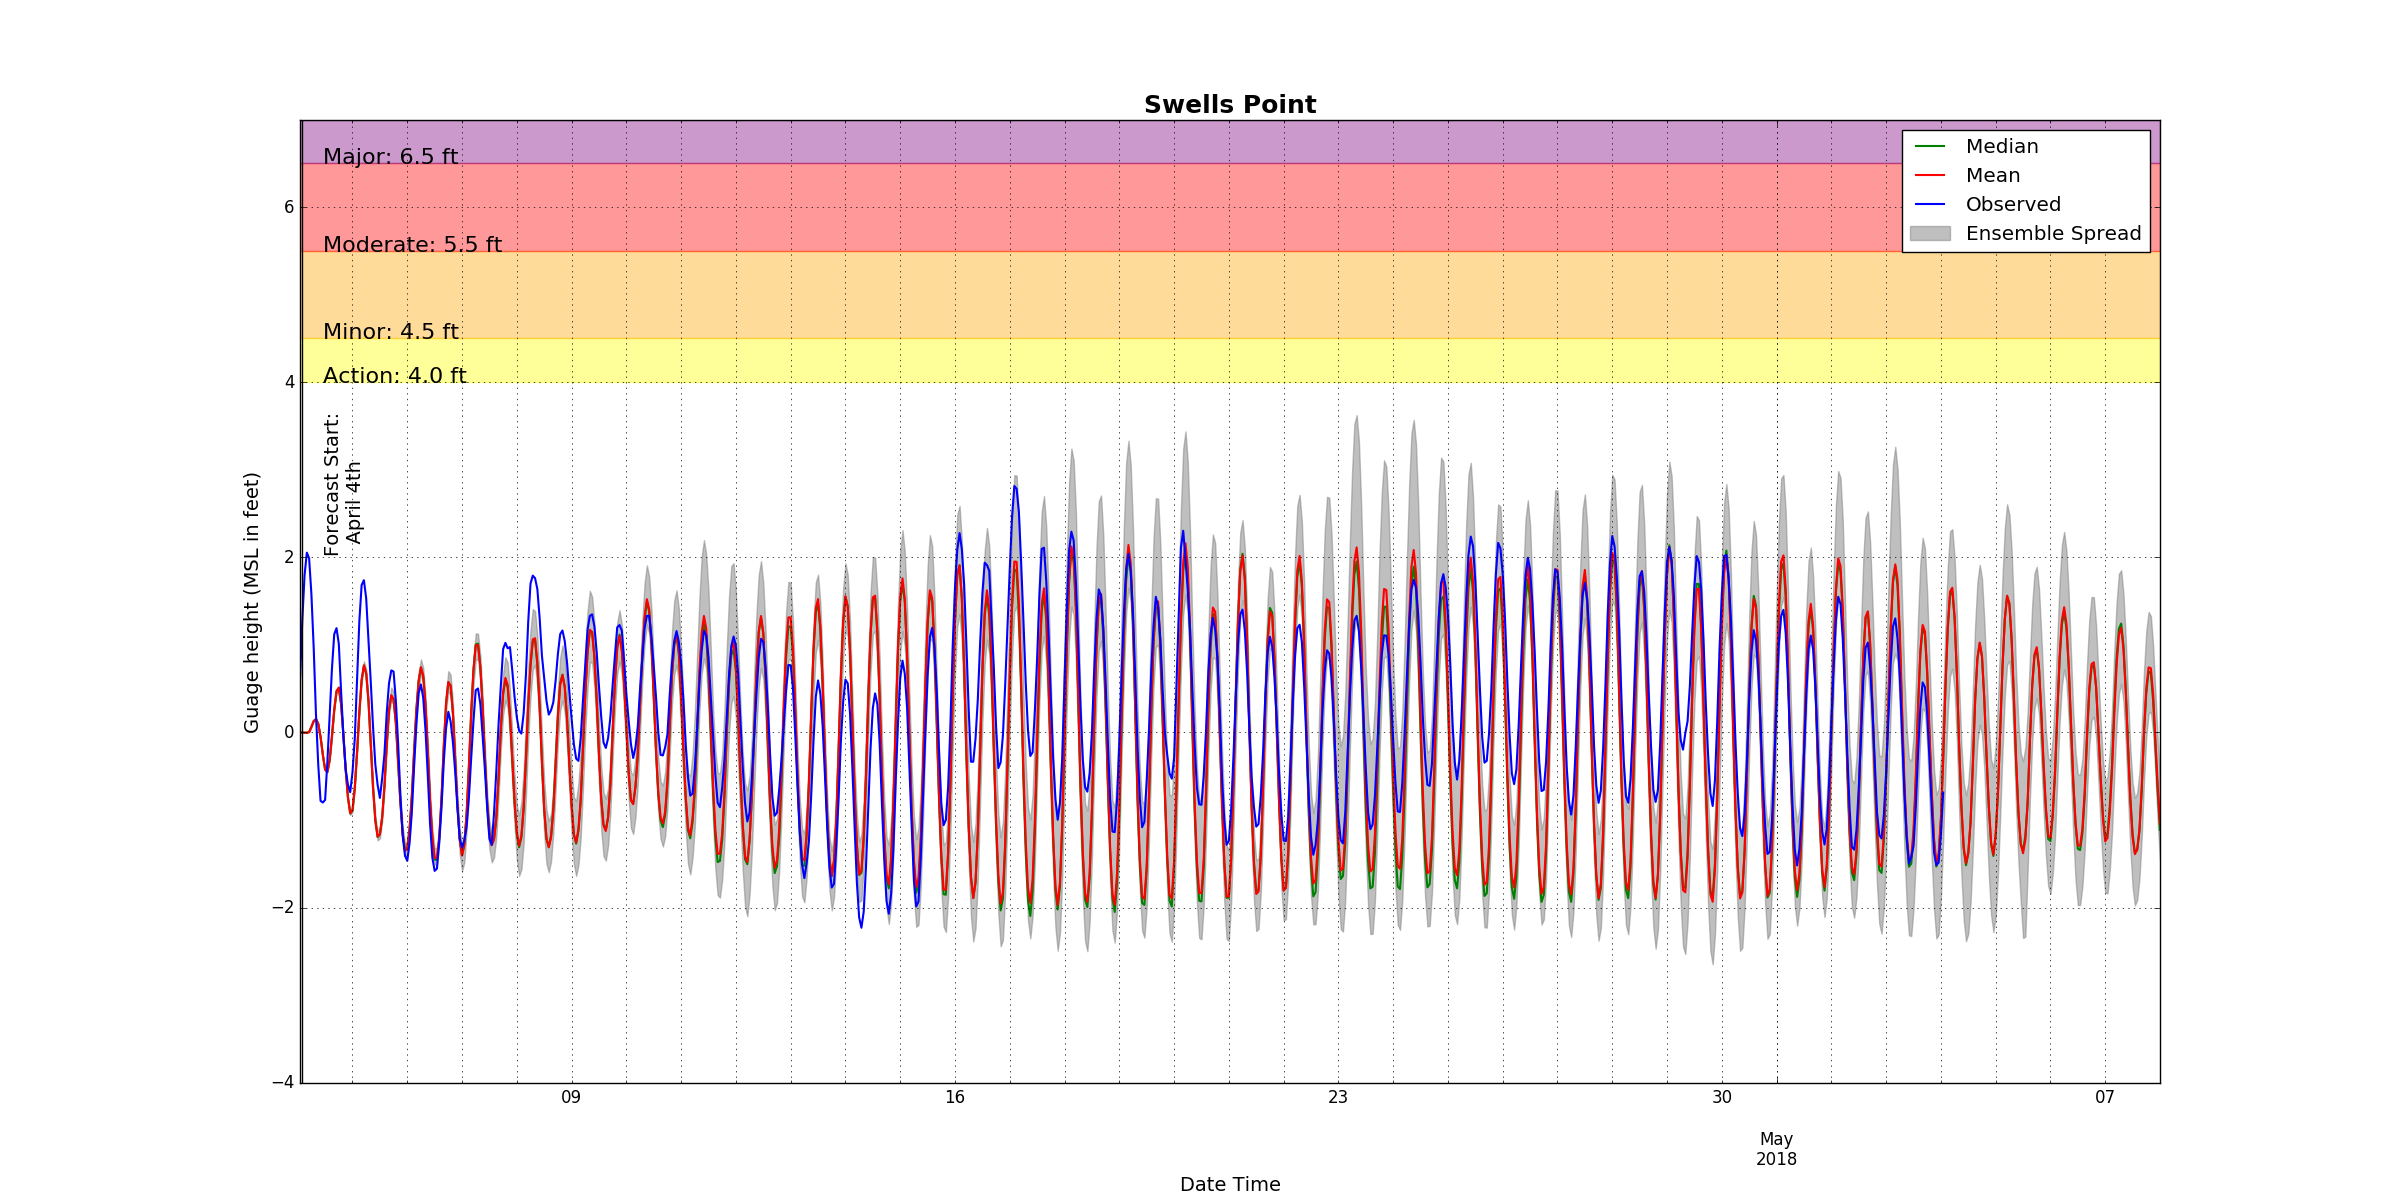 Swells Point
Major: 6.5 ft
Moderate: 5.5 ft
Minor: 4.5 ft
Action: 4.0 ft
Median
Mean
Observed
Ensemble Spread
Forecast Start:
April 4th
Guage height (MSL in feet)
6
4
2
0
−2
−4
09
16
23
30
07
May
2018
Date Time